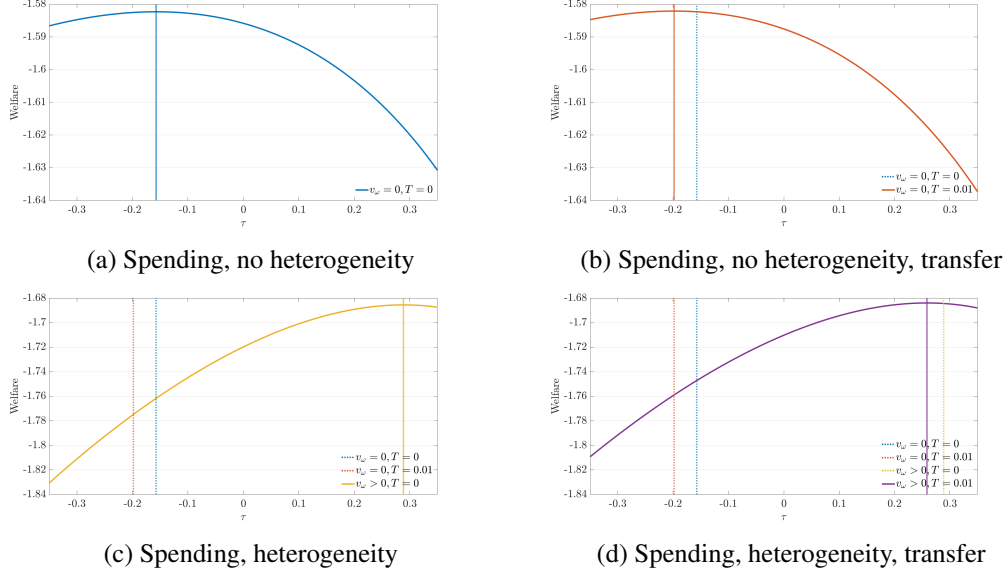 -1.58
-1.59
-1.6
-1.61
-1.62
-1.63
-1.64
Welfare
-0.3 -0.2 -0.1 0 0.1 0.2 0.3
τ
v_ω = 0, T = 0
(a) Spending, no heterogeneity
-1.58
-1.59
-1.6
-1.61
-1.62
-1.63
-1.64
Welfare
-0.3 -0.2 -0.1 0 0.1 0.2 0.3
τ
v_ω = 0, T = 0
v_ω = 0, T = 0.01
(b) Spending, no heterogeneity, transfer
-1.68
-1.7
-1.72
-1.74
-1.76
-1.78
-1.8
-1.82
-1.84
Welfare
-0.3 -0.2 -0.1 0 0.1 0.2 0.3
τ
v_ω = 0, T = 0
v_ω = 0, T = 0.01
v_ω > 0, T = 0
(c) Spending, heterogeneity
-1.68
-1.7
-1.72
-1.74
-1.76
-1.78
-1.8
-1.82
-1.84
Welfare
-0.3 -0.2 -0.1 0 0.1 0.2 0.3
τ
v_ω = 0, T = 0
v_ω = 0, T = 0.01
v_ω > 0, T = 0
v_ω > 0, T = 0.01
(d) Spending, heterogeneity, transfer